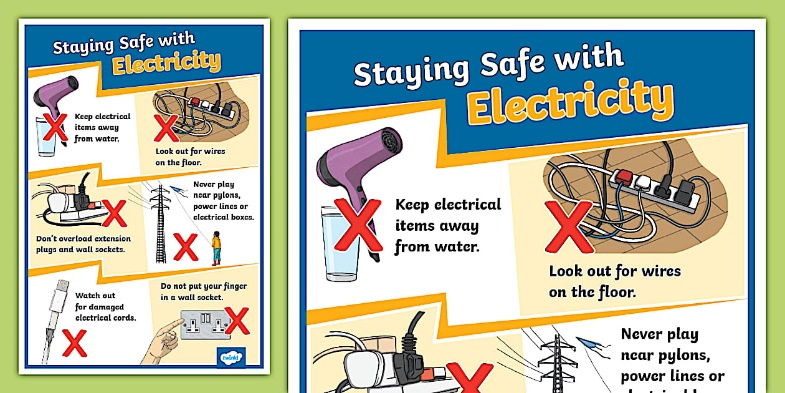 Staying Safe with
Electricity
Keep electrical
items away
from water.
Look out for wires
on the floor.
Don't overload extension
plugs and wall sockets.
Never play
near pylons,
power lines or
electrical boxes.
Watch out
for damaged
electrical cords.
Do not put your finger
in a wall socket.
twinkl
Staying Safe with
Electricity
Keep electrical
items away
from water.
Look out for wires
on the floor.
Never play
near pylons,
power lines or